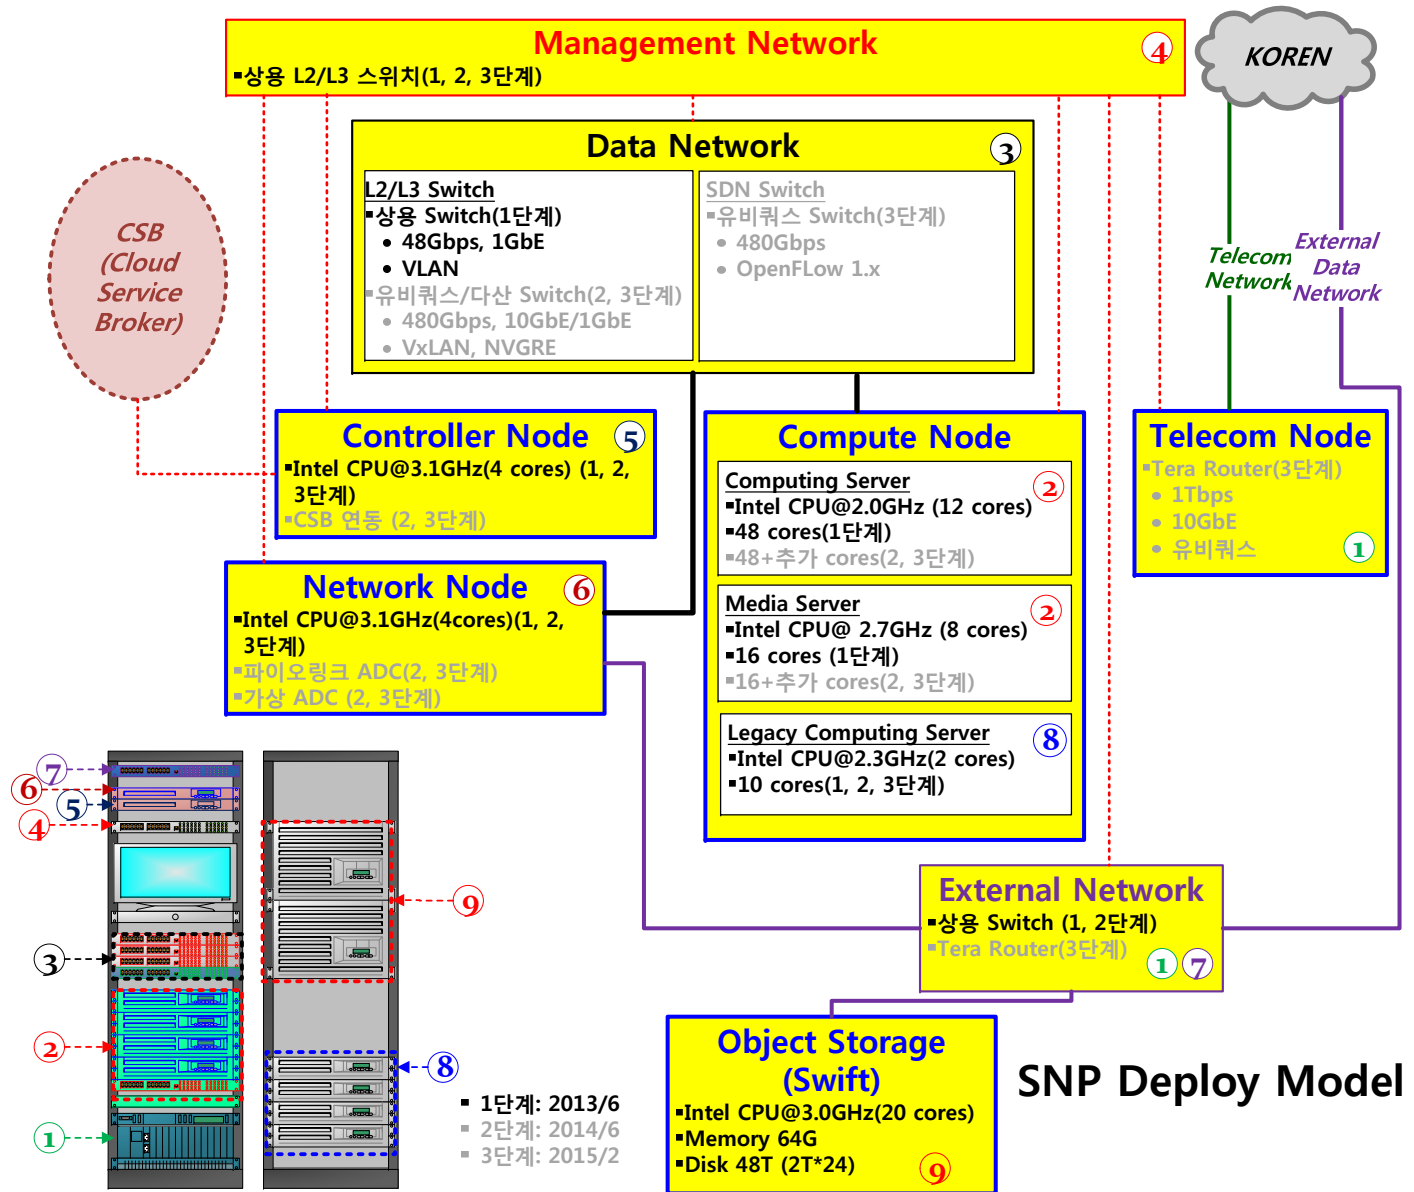 Management Network
④
▪상용 L2/L3 스위치(1, 2, 3단계)
KOREN
Data Network
③
L2/L3 Switch
▪상용 Switch(1단계)
• 48Gbps, 1GbE
• VLAN
▪유비쿼스/다산 Switch(2, 3단계)
• 480Gbps, 10GbE/1GbE
• VxLAN, NVGRE
SDN Switch
▪유비쿼스 Switch(3단계)
• 480Gbps
• OpenFLow 1.x
CSB
(Cloud
Service
Broker)
Telecom
Network
External
Data
Network
Controller Node
⑤
▪Intel CPU@3.1GHz(4 cores) (1, 2,
3단계)
▪CSB 연동 (2, 3단계)
Compute Node
Computing Server
②
▪Intel CPU@2.0GHz (12 cores)
▪48 cores(1단계)
▪48+추가 cores(2, 3단계)
Media Server
②
▪Intel CPU@ 2.7GHz (8 cores)
▪16 cores (1단계)
▪16+추가 cores(2, 3단계)
Legacy Computing Server
⑧
▪Intel CPU@2.3GHz(2 cores)
▪10 cores(1, 2, 3단계)
Telecom Node
▪Tera Router(3단계)
• 1Tbps
• 10GbE
• 유비쿼스
①
Network Node
⑥
▪Intel CPU@3.1GHz(4cores)(1, 2,
3단계)
▪파이오링크 ADC(2, 3단계)
▪가상 ADC (2, 3단계)
⑦
⑥
⑤
④
③
②
①
⑨
⑧
External Network
▪상용 Switch (1, 2단계)
▪Tera Router(3단계)
① ⑦
Object Storage
(Swift)
▪Intel CPU@3.0GHz(20 cores)
▪Memory 64G
▪Disk 48T (2T*24)
⑨
SNP Deploy Model
▪ 1단계: 2013/6
▪ 2단계: 2014/6
▪ 3단계: 2015/2